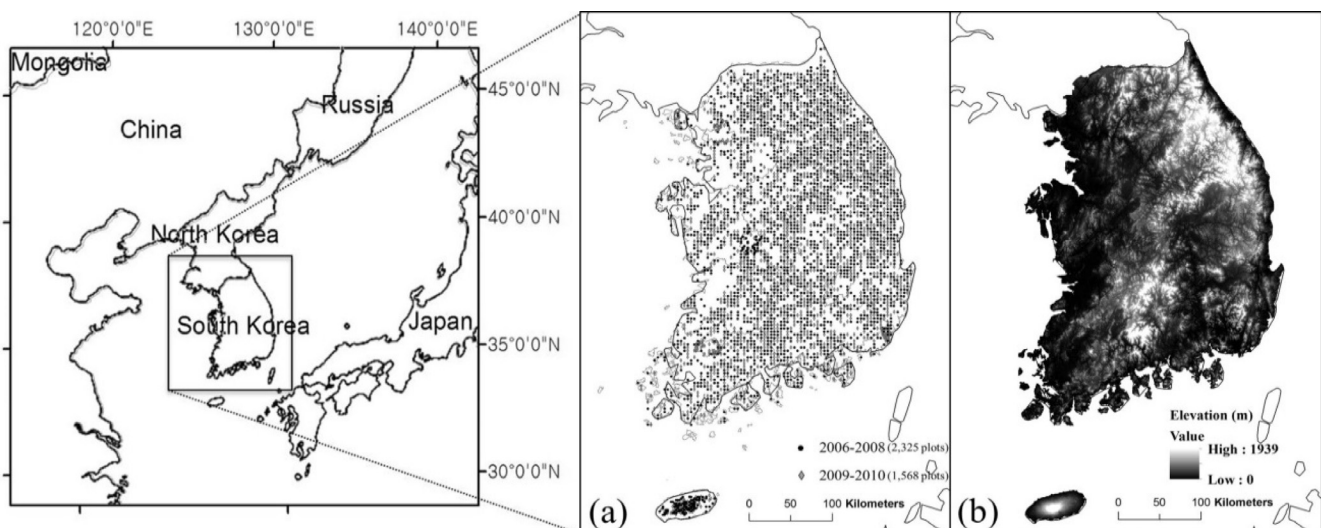 120°0'0"E
130°0'0"E
140°0'0"E
Mongolia
Russia
China
North Korea
South Korea
Japan
45°0'0"N
40°0'0"N
35°0'0"N
30°0'0"N
2006-2008 (2,325 plots)
2009-2010 (1,568 plots)
(a)
0 50 100 Kilometers
Elevation (m)
Value
High : 1939
Low : 0
(b)
0 50 100 Kilometers